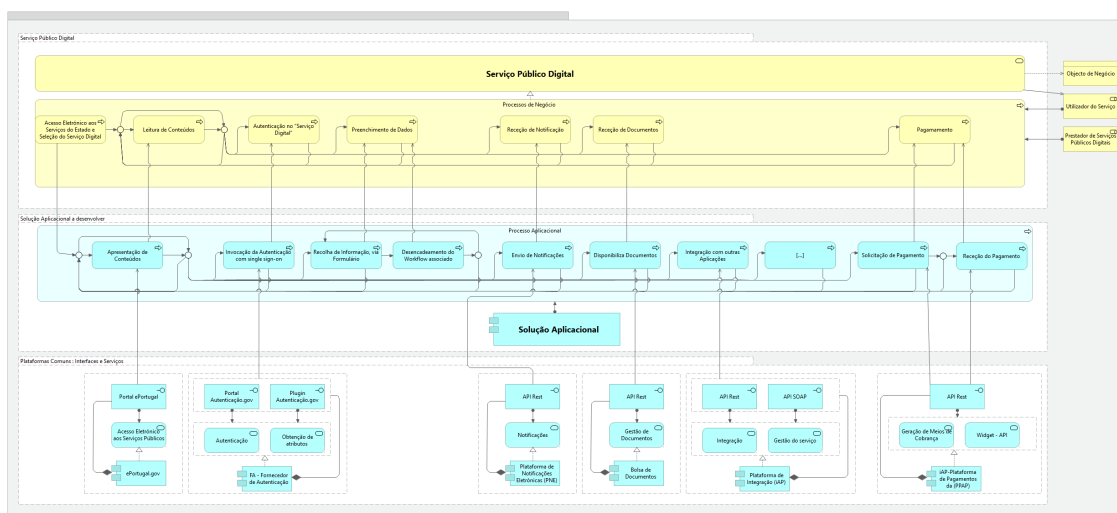 Serviço Público Digital
Serviço Público Digital
Objecto de Negócio
Processos de Negócio
Utilizador do Serviço
Acesso Eletrónico aos
Serviços do Estado e
Seleção do Serviço Digital
Leitura de Conteúdos
Autenticação no "Serviço
Digital"
Preenchimento de Dados
Receção de Notificação
Receção de Documentos
Pagamamento
Prestador de Serviços
Públicos Digitais
Solução Aplicacional a desenvolver
Processo Aplicacional
Apresentação de
Conteúdos
Invocação da Autenticação
com single sign-on
Recolha de Informação, via
Formulário
Desencadeamento do
Workflow associado
Envio de Notificações
Disponibiliza Documentos
Integração com outras
Aplicações
[...]
Solicitação de Pagamento
Receção do Pagamento
Solução Aplicacional
Plataformas Comuns : Interfaces e Serviços
Portal ePortugal
Portal
Autenticação.gov
Plugin
Autenticação.gov
API Rest
API Rest
API Rest
API SOAP
API Rest
Acesso Eletrónico
aos Serviços Públicos
Autenticação
Obtenção de
atributos
Notificações
Gestão de
Documentos
Integração
Gestão do serviço
Geração de Meios de
Cobrança
Widget - API
ePortugal.gov
FA - Fornecedor
de Autenticação
Plataforma de
Notificações
Eletrónicas (PNE)
Bolsa de
Documentos
Plataforma de
Integração (iAP)
iAP-Plataforma
de Pagamentos
da (PPAP)